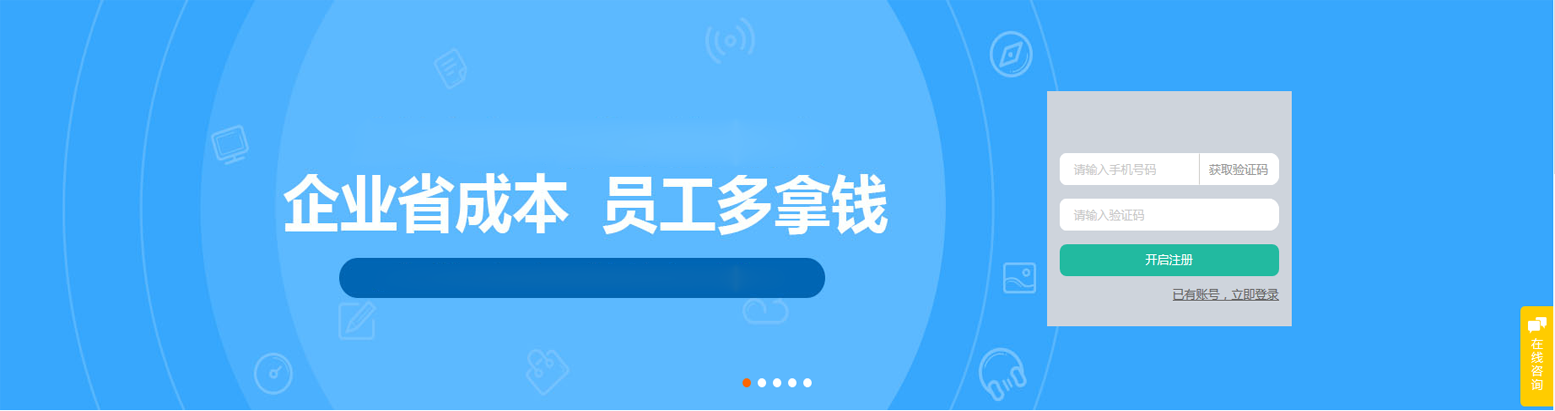 企业省成本 员工多拿钱
请输入手机号码 获取验证码
请输入验证码
开启注册
已有账号，立即登录
在线咨询